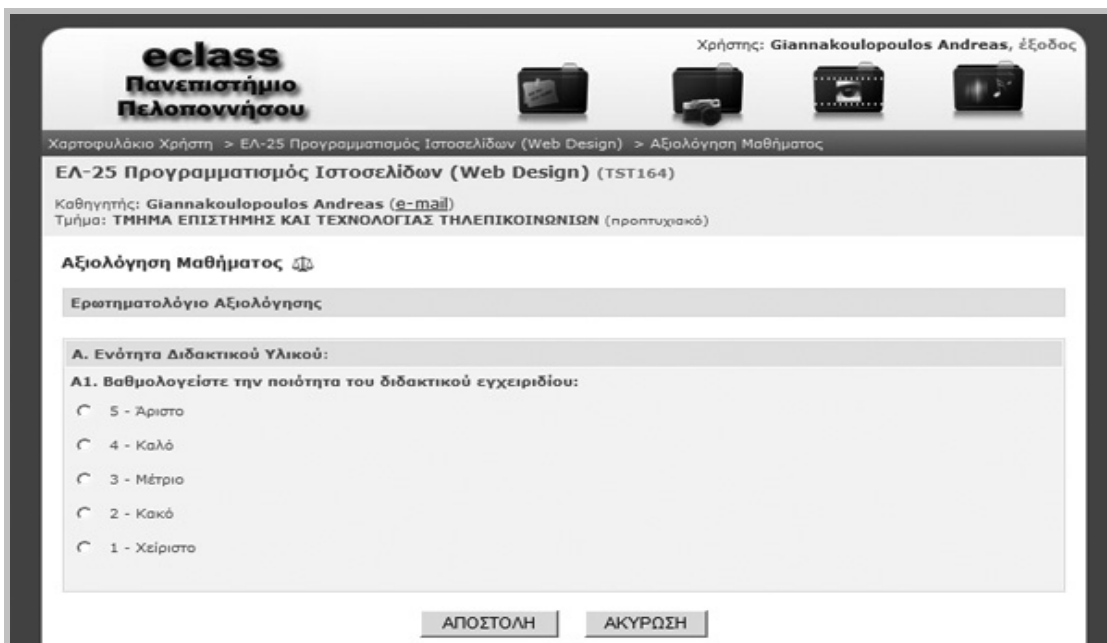 eclass
Πανεπιστήμιο
Πελοποννήσου
Χρήστης: Giannakoulopoulos Andreas, έξοδος
Χαρτοφυλάκιο Χρήστη > ΕΛ-25 Προγραμματισμός Ιστοσελίδων (Web Design) > Αξιολόγηση Μαθήματος
ΕΛ-25 Προγραμματισμός Ιστοσελίδων (Web Design) (TST164)
Καθηγητής: Giannakoulopoulos Andreas (e-mail)
Τμήμα: ΤΜΗΜΑ ΕΠΙΣΤΗΜΗΣ ΚΑΙ ΤΕΧΝΟΛΟΓΙΑΣ ΤΗΛΕΠΙΚΟΙΝΩΝΙΩΝ (προπτυχιακό)
Αξιολόγηση Μαθήματος
Ερωτηματολόγιο Αξιολόγησης
Α. Ενότητα Διδακτικού Υλικού:
Α1. Βαθμολογείστε την ποιότητα του διδακτικού εγχειριδίου:
5 - Άριστο
4 - Καλό
3 - Μέτριο
2 - Κακό
1 - Χείριστο
ΑΠΟΣΤΟΛΗ ΑΚΥΡΩΣΗ